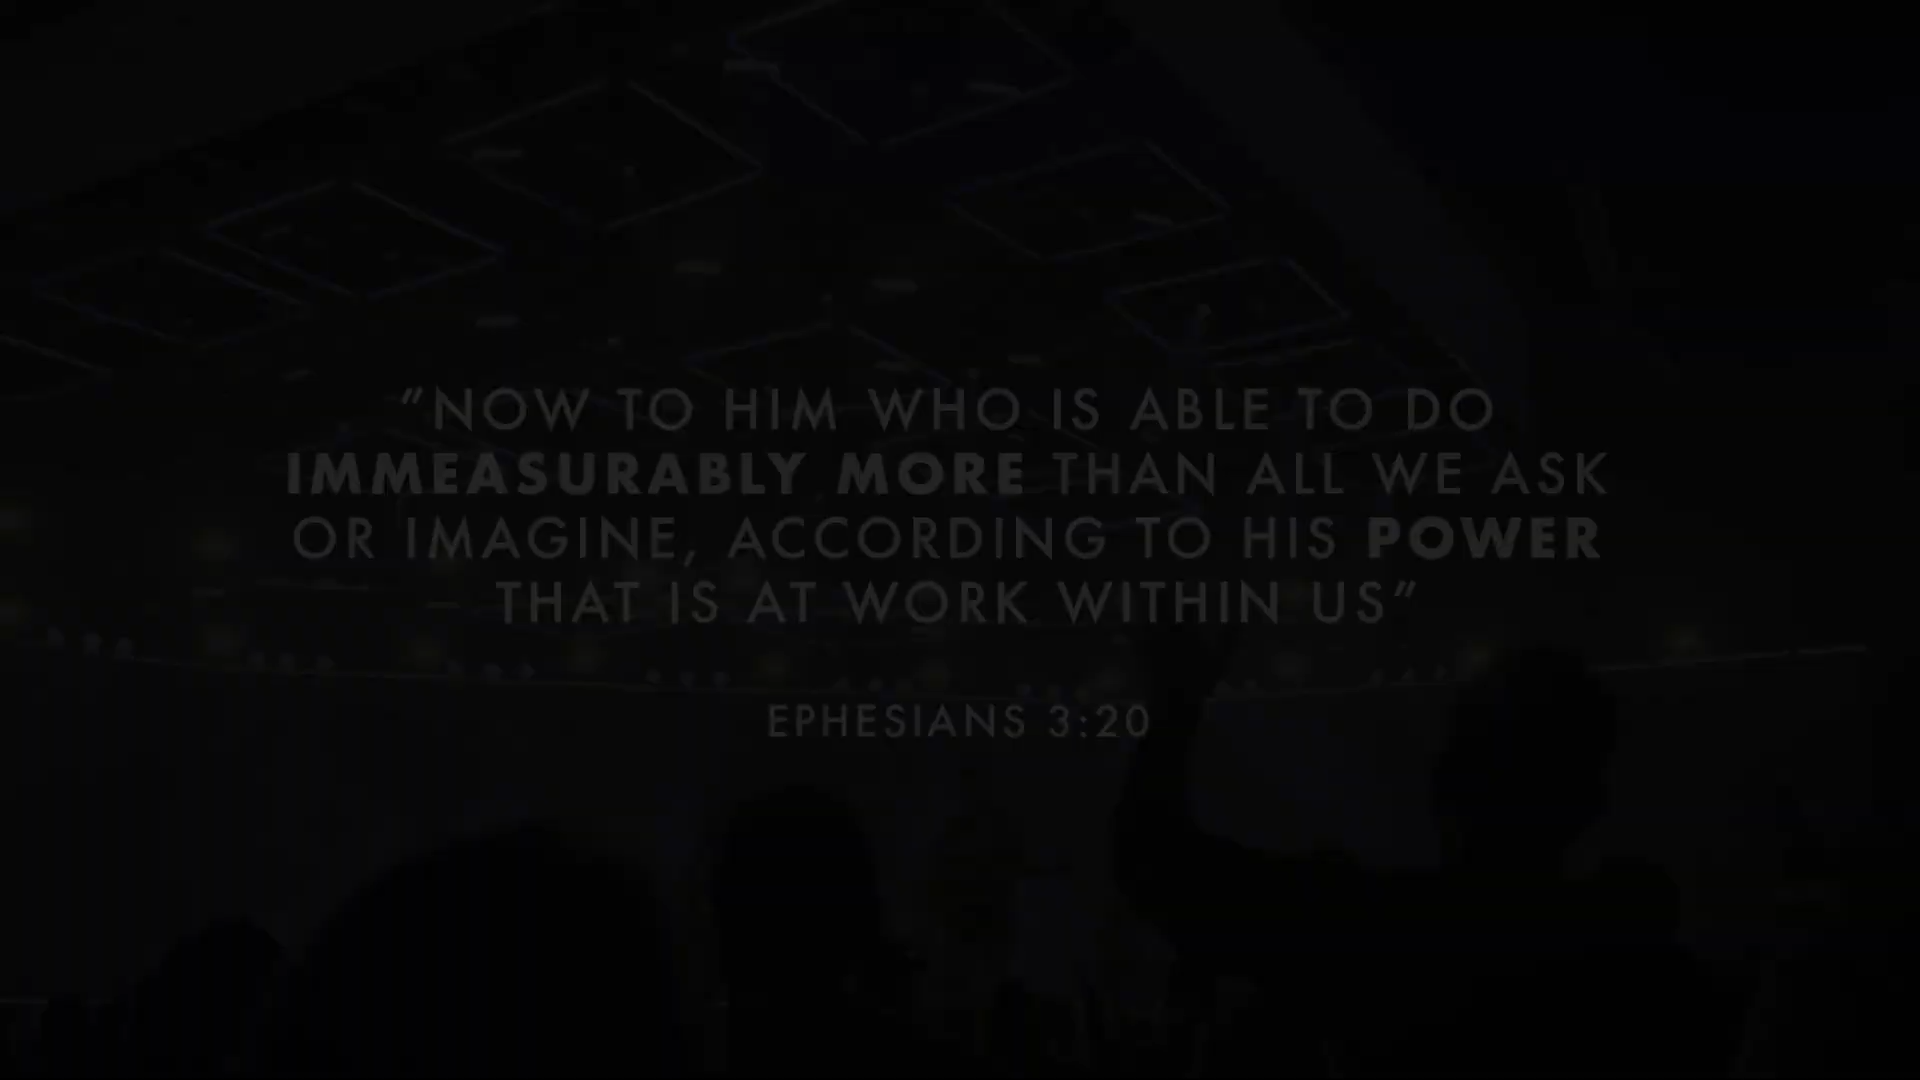 “NOW TO HIM WHO IS ABLE TO DO
IMMEASURABLY MORE THAN ALL WE ASK
OR IMAGINE, ACCORDING TO HIS POWER
THAT IS AT WORK WITHIN US”
EPHESIANS 3:20